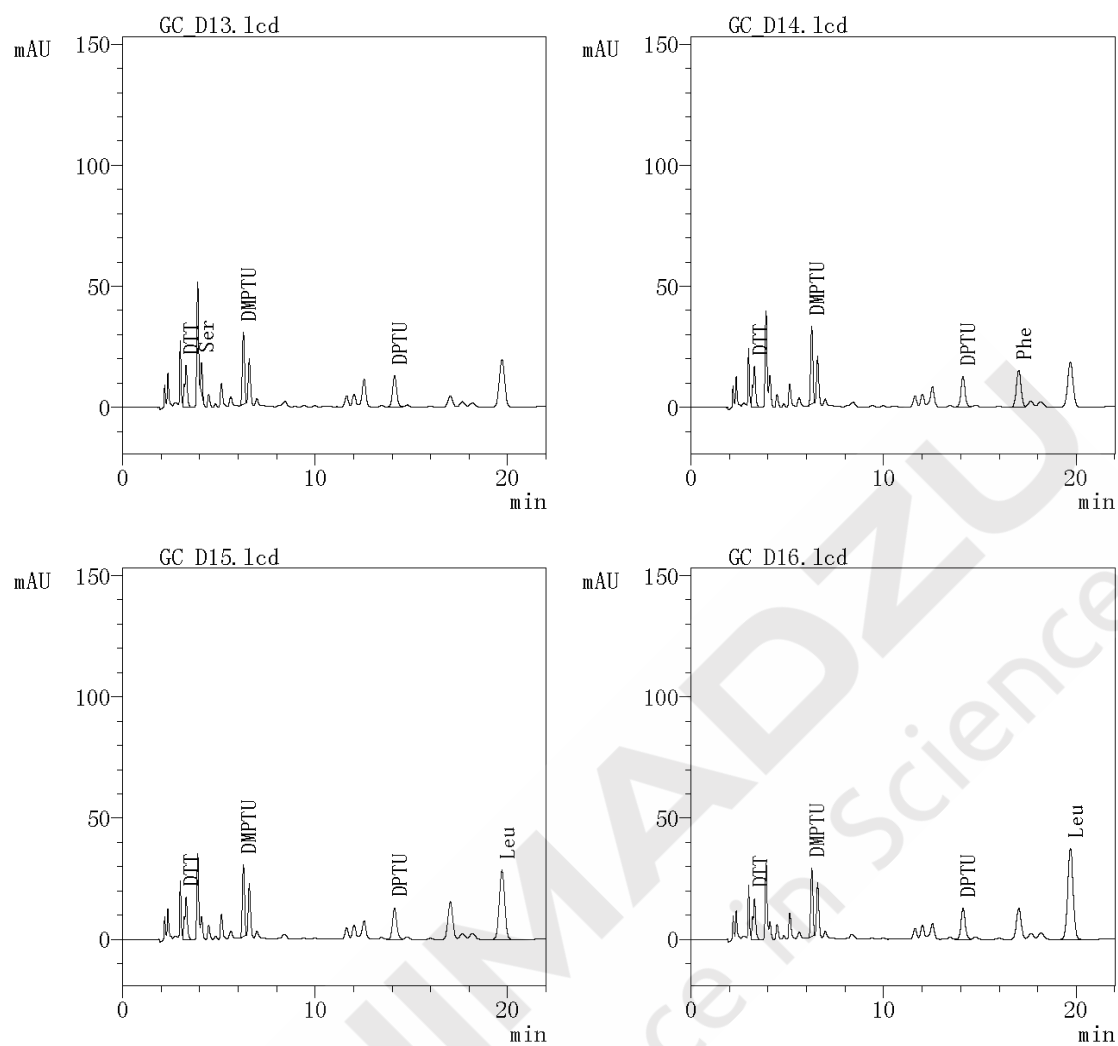 GC_D13.lcd
mAU
150
100
50
0
DTT
Ser
DMPTU
DPTU
0
10
20
min
GC_D14.lcd
mAU
150
100
50
0
DTT
DMPTU
DPTU
Phe
0
10
20
min
GC_D15.lcd
mAU
150
100
50
0
DTT
DMPTU
DPTU
Leu
0
10
20
min
GC_D16.lcd
mAU
150
100
50
0
DTT
DMPTU
DPTU
Leu
0
10
20
min
IMADZU
ce in Science